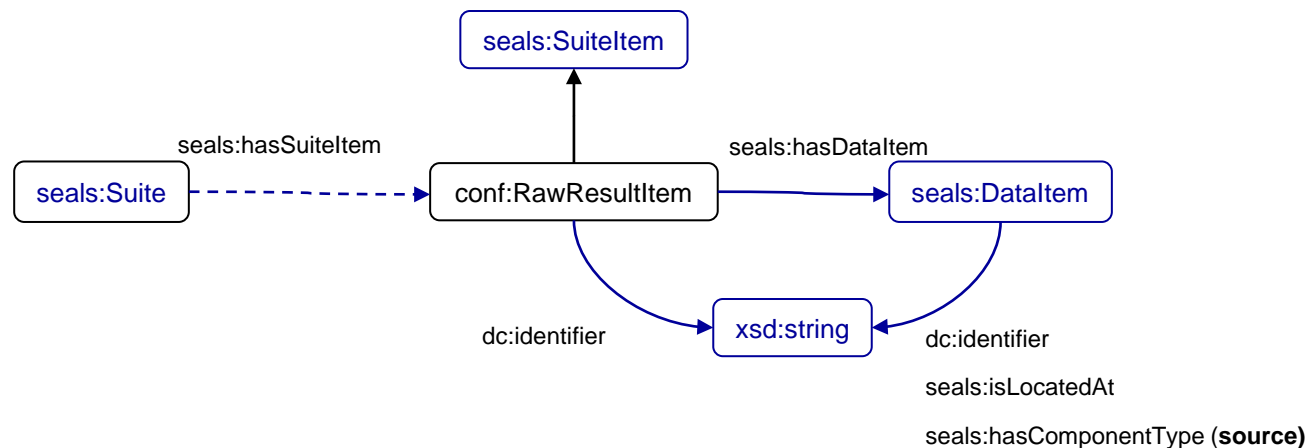 seals:SuiteItem
seals:hasSuiteItem
seals:hasDataItem
seals:Suite
conf:RawResultItem
seals:DataItem
dc:identifier
xsd:string
dc:identifier
seals:isLocatedAt
seals:hasComponentType (source)